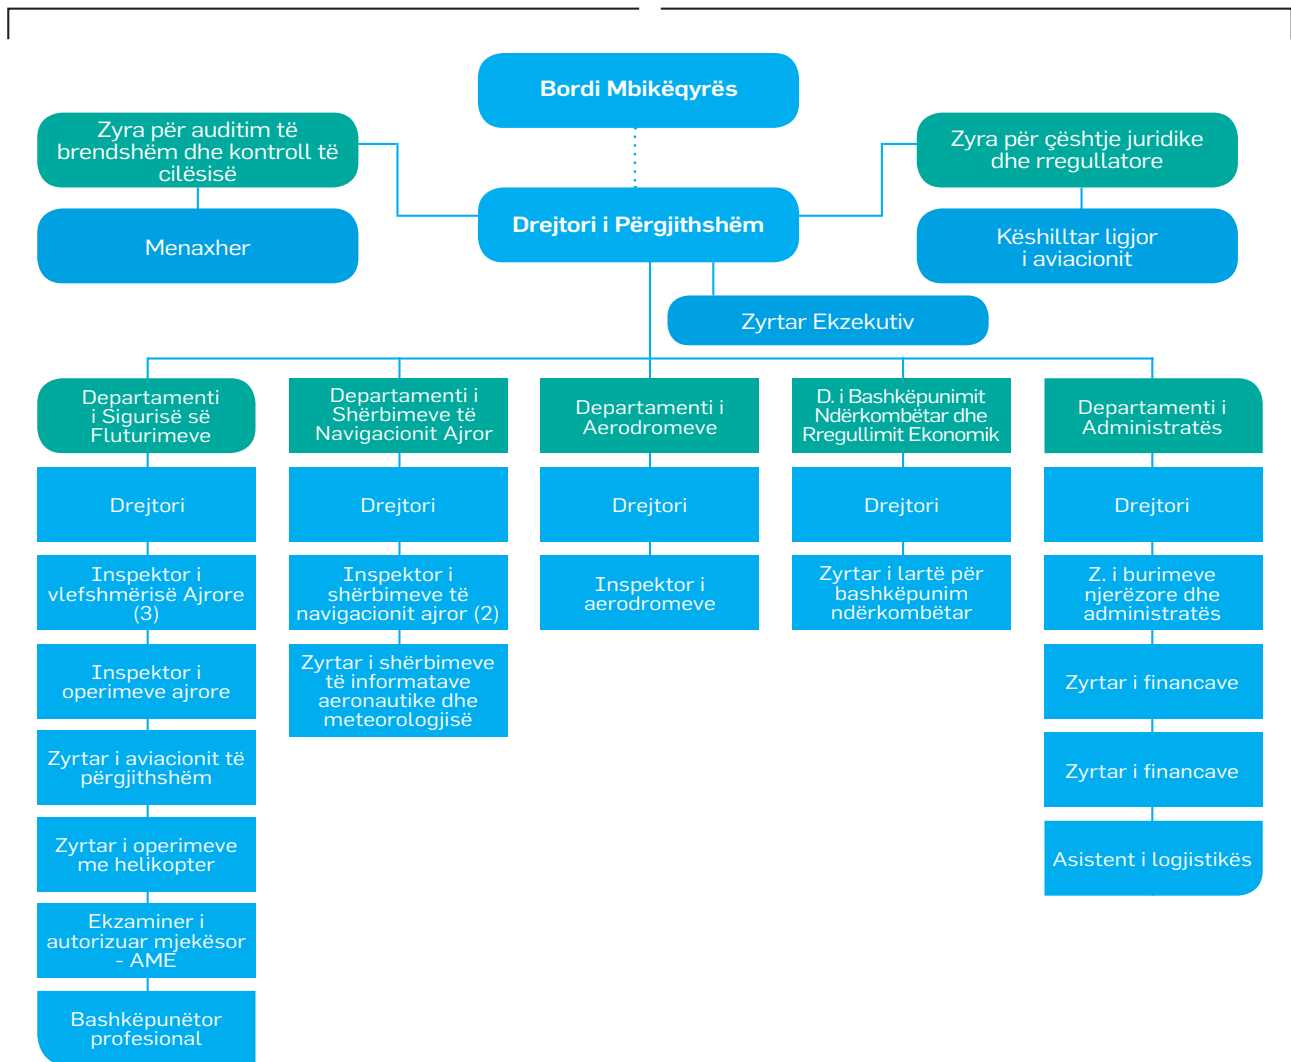 Bordi Mbikëqyrës
Zyra për auditim të
brendshëm dhe kontroll të
cilësisë
Zyra për çështje juridike
dhe rregullatore
Drejtori i Përgjithshëm
Menaxher
Këshilltar ligjor
i aviacionit
Zyrtar Ekzekutiv
Departamenti
i Sigurisë së
Fluturimeve
Drejtori
Inspektor i
vlefshmërisë Ajrore
(3)
Inspektor i
operimeve ajrore
Zyrtar i aviacionit të
përgjithshëm
Zyrtar i operimeve
me helikopter
Ekzaminer i
autorizuar mjekësor
- AME
Bashkëpunëtor
profesional
Departamenti i
Shërbimeve të
Navigacionit Ajror
Drejtori
Inspektor i
shërbimeve të
navigacionit ajror (2)
Zyrtar i shërbimeve
të informatave
aeronautike dhe
meteorologjisë
Departamenti i
Aerodromeve
Drejtori
Inspektor i
aerodromeve
D. i Bashkëpunimit
Ndërkombëtar dhe
Rregullimit Ekonomik
Drejtori
Zyrtar i lartë për
bashkëpunim
ndërkombëtar
Departamenti i
Administratës
Drejtori
Z. i burimeve
njerëzore dhe
administratës
Zyrtar i financave
Zyrtar i financave
Asistent i logjistikës